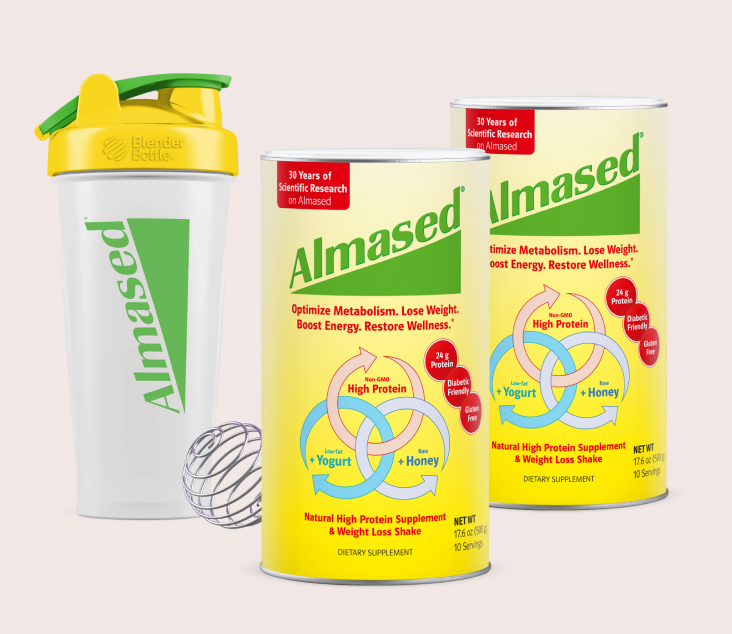 Blender
Bottle®
Almased
30 Years of
Scientific Research
on Almased
Almased®
Optimize Metabolism. Lose Weight.
Boost Energy. Restore Wellness.*
24 g
Protein
Diabetic
Friendly
Gluten
Free
Non-GMO
High Protein
Low-fat
+ Yogurt
Raw
+ Honey
Natural High Protein Supplement
& Weight Loss Shake
DIETARY SUPPLEMENT
NET WT
17.6 oz (500 g
10 Servings
30 Years of
Scientific Research
on Almased
Almased®
timize Metabolism. Lose Weight.
oost Energy. Restore Wellness.*
24 g
Protein
Diabetic
Friendly
Gluten
Free
Non-GMO
High Protein
Low-fat
+ Yogurt
Raw
+ Honey
Natural High Protein Supplement
& Weight Loss Shake
DIETARY SUPPLEMENT
NET WT
17.6 oz (500 g
10 Servings